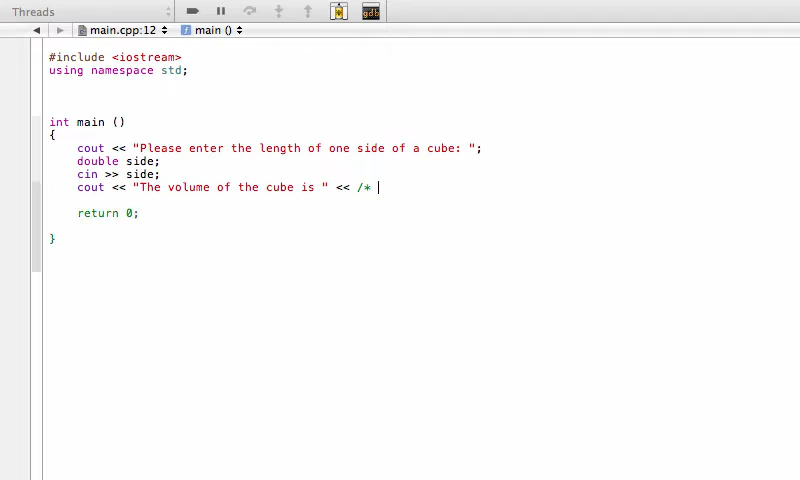 Threads
main.cpp:12 main ()
#include <iostream>
using namespace std;
int main ()
{
cout << "Please enter the length of one side of a cube: ";
double side;
cin >> side;
cout << "The volume of the cube is " << /*
return 0;
}
gdb